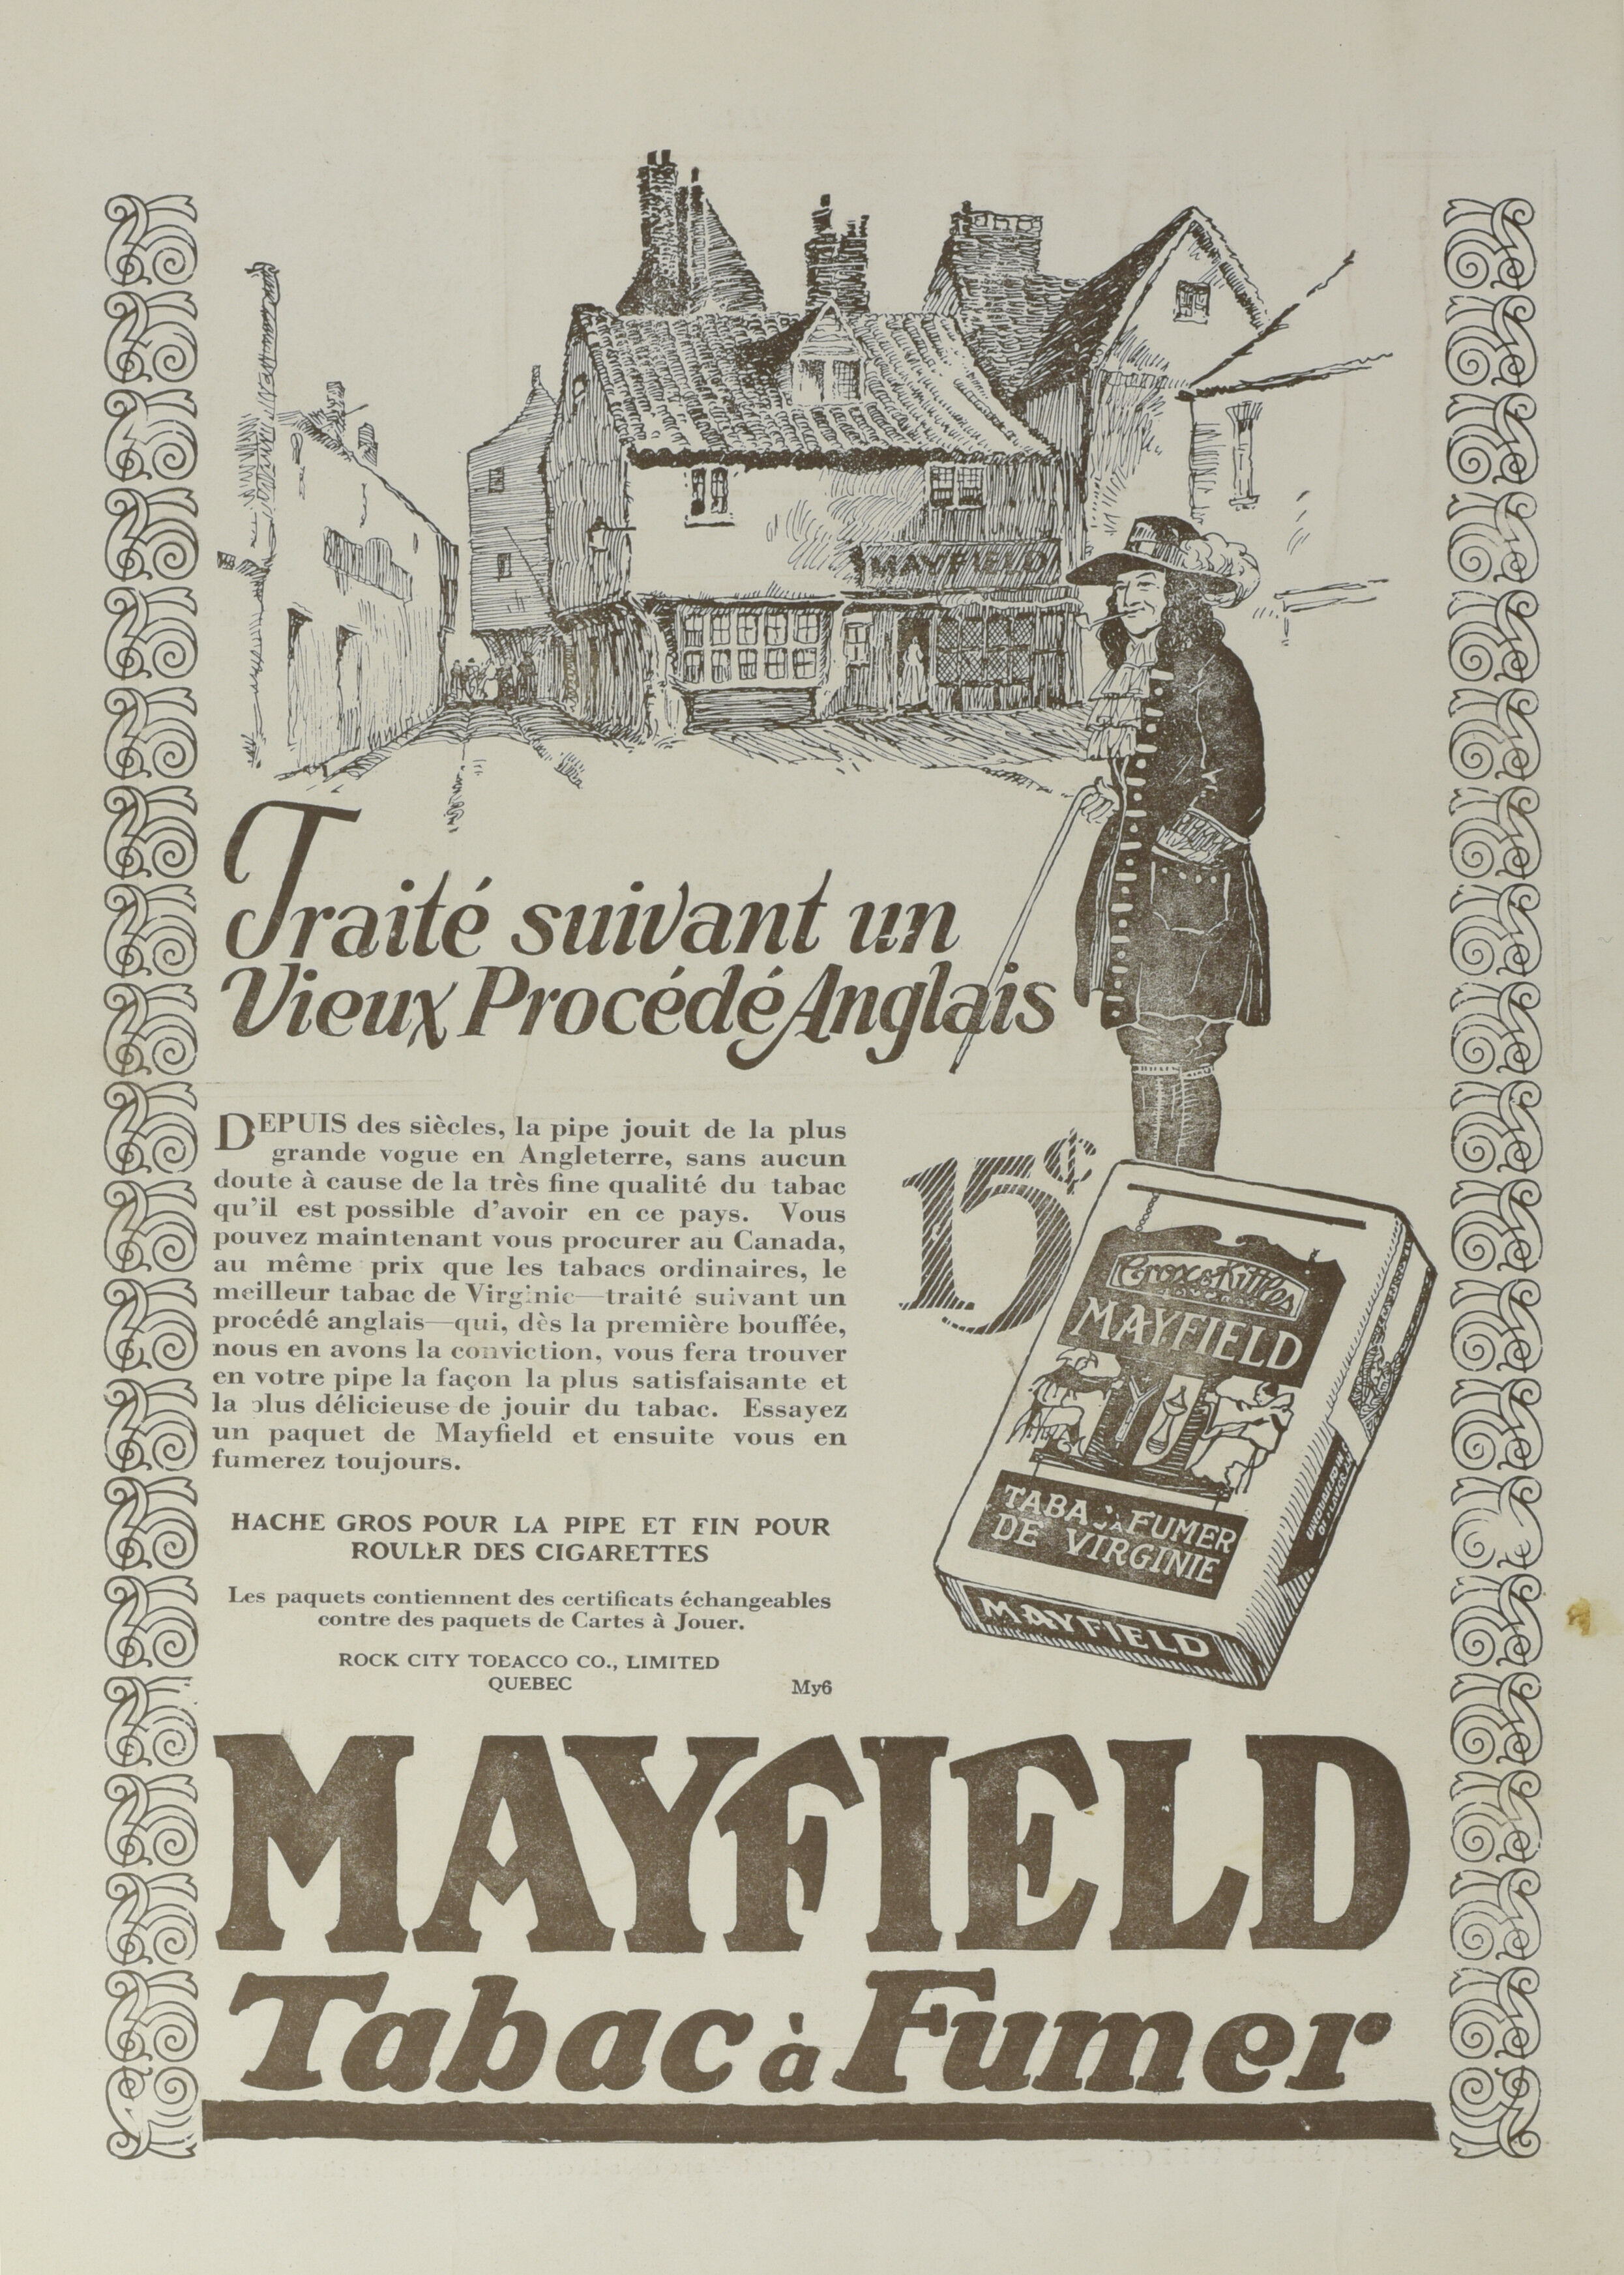 MAYFIELD
Traité suivant un
Vieux Procédé Anglais
DEPUIS des siècles, la pipe jouit de la plus
grande vogue en Angleterre, sans aucun
doute à cause de la très fine qualité du tabac
qu'il est possible d'avoir en ce pays. Vous
pouvez maintenant vous procurer au Canada,
au même prix que les tabacs ordinaires, le
meilleur tabac de Virginie—traité suivant un
procédé anglais—qui, dès la première bouffée,
nous en avons la conviction, vous fera trouver
en votre pipe la façon la plus satisfaisante et
la plus délicieuse de jouir du tabac. Essayez
un paquet de Mayfield et ensuite vous en
fumerez toujours.
HACHE GROS POUR LA PIPE ET FIN POUR
ROULER DES CIGARETTES
Les paquets contiennent des certificats échangeables
contre des paquets de Cartes à Jouer.
ROCK CITY TOBACCO CO., LIMITED
QUEBEC
My6
15¢
MAYFIELD
TABAC À FUMER
DE VIRGINIE
MAYFIELD
MAYFIELD
Tabac à Fumer